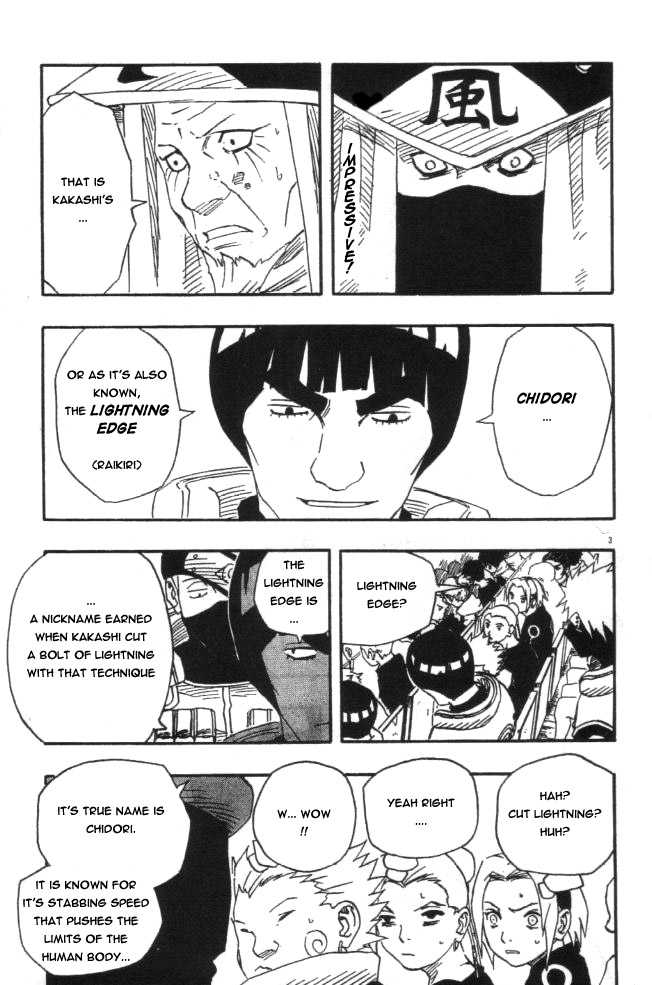 風
IMPRESSIVE!
THAT IS
KAKASHI'S
...
CHIDORI
...
OR AS IT'S ALSO
KNOWN,
THE LIGHTNING
EDGE
(RAIKIRI)
3
LIGHTNING
EDGE?
THE
LIGHTNING
EDGE IS
...
...
A NICKNAME EARNED
WHEN KAKASHI CUT
A BOLT OF LIGHTNING
WITH THAT TECHNIQUE
HAH?
CUT LIGHTNING?
HUH?
YEAH RIGHT
....
W... WOW
!!
IT'S TRUE NAME IS
CHIDORI.
IT IS KNOWN FOR
IT'S STABBING SPEED
THAT PUSHES THE
LIMITS OF THE
HUMAN BODY...